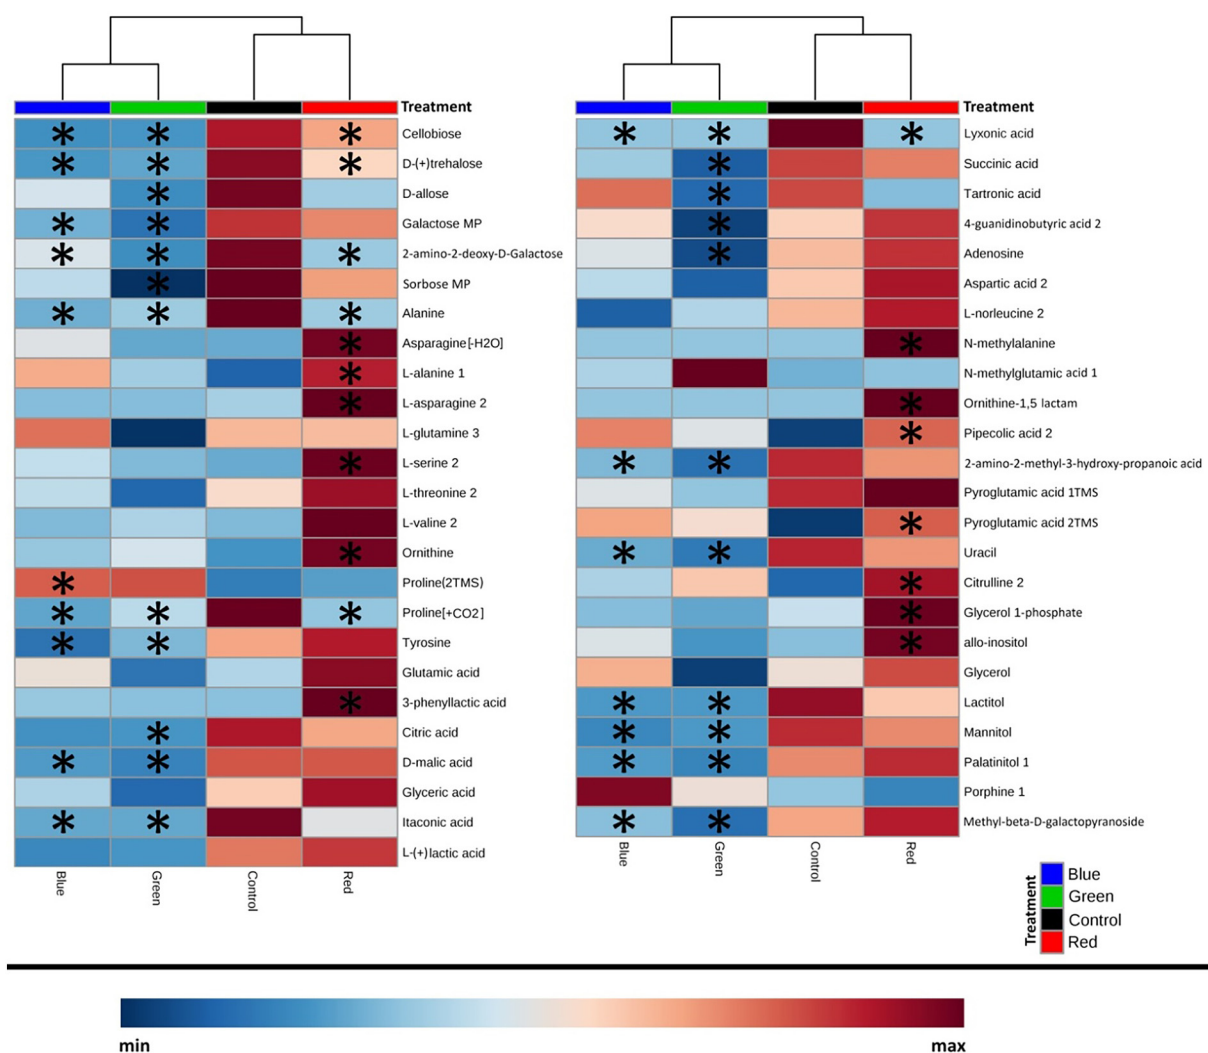 Treatment
Cellobiose
D-(+)trehalose
D-allose
Galactose MP
2-amino-2-deoxy-D-Galactose
Sorbose MP
Alanine
Asparagine[-H2O]
L-alanine 1
L-asparagine 2
L-glutamine 3
L-serine 2
L-threonine 2
L-valine 2
Ornithine
Proline(2TMS)
Proline[+CO2]
Tyrosine
Glutamic acid
3-phenyllactic acid
Citric acid
D-malic acid
Glyceric acid
Itaconic acid
L-(+)lactic acid
Blue
Green
Control
Red
Treatment
Lyxonic acid
Succinic acid
Tartronic acid
4-guanidinobutyric acid 2
Adenosine
Aspartic acid 2
L-norleucine 2
N-methylalanine
N-methylglutamic acid 1
Ornithine-1,5 lactam
Pipecolic acid 2
2-amino-2-methyl-3-hydroxy-propanoic acid
Pyroglutamic acid 1TMS
Pyroglutamic acid 2TMS
Uracil
Citrulline 2
Glycerol 1-phosphate
allo-inositol
Glycerol
Lactitol
Mannitol
Palatinitol 1
Porphine 1
Methyl-beta-D-galactopyranoside
Blue
Green
Control
Red
Treatment
Blue
Green
Control
Red
min
max